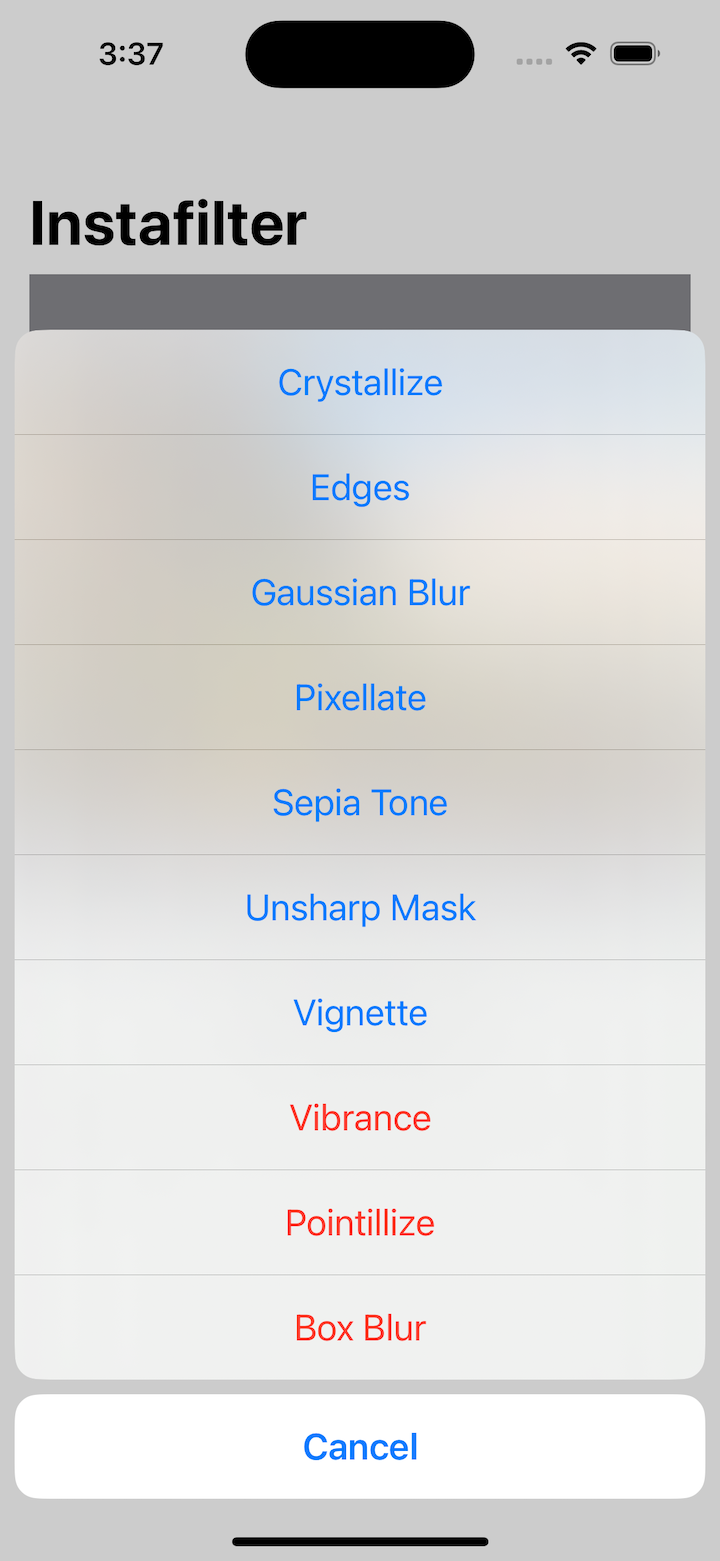 3:37
Instafilter
Crystallize
Edges
Gaussian Blur
Pixellate
Sepia Tone
Unsharp Mask
Vignette
Vibrance
Pointillize
Box Blur
Cancel